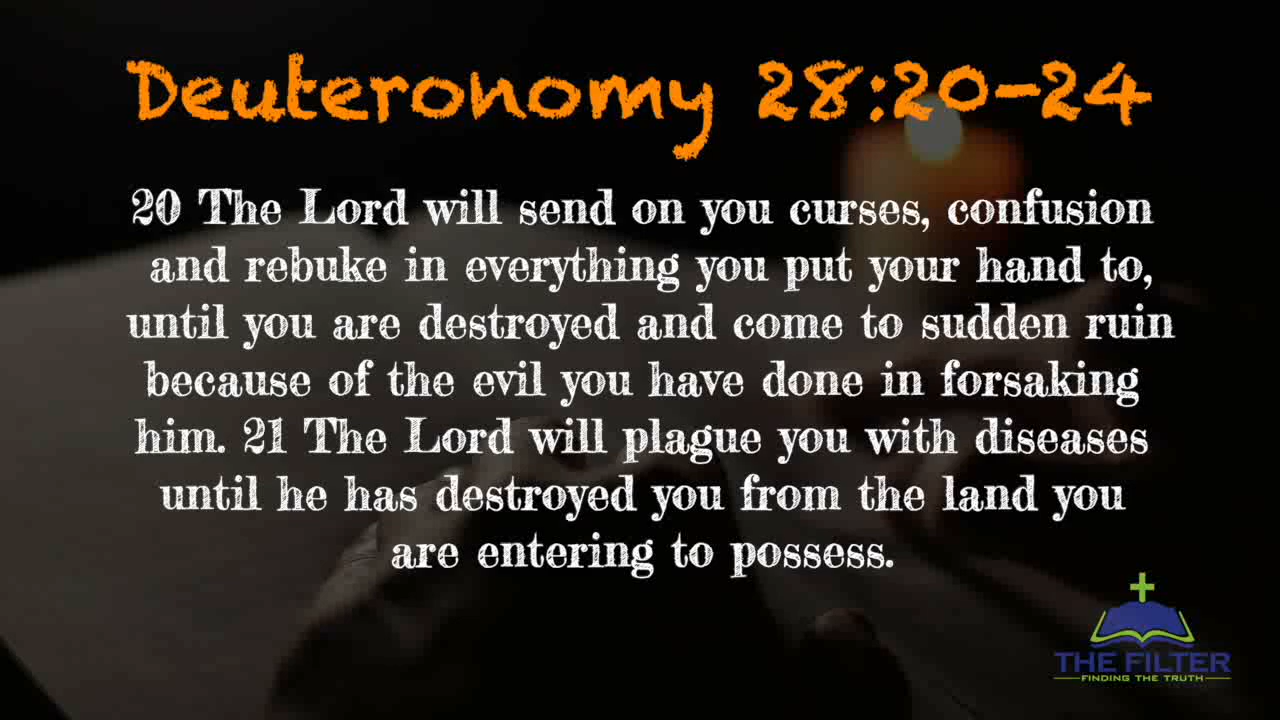 Deuteronomy 28:20-24
20 The Lord will send on you curses, confusion
and rebuke in everything you put your hand to,
until you are destroyed and come to sudden ruin
because of the evil you have done in forsaking
him. 21 The Lord will plague you with diseases
until he has destroyed you from the land you
are entering to possess.
THE FILTER
FINDING THE TRUTH